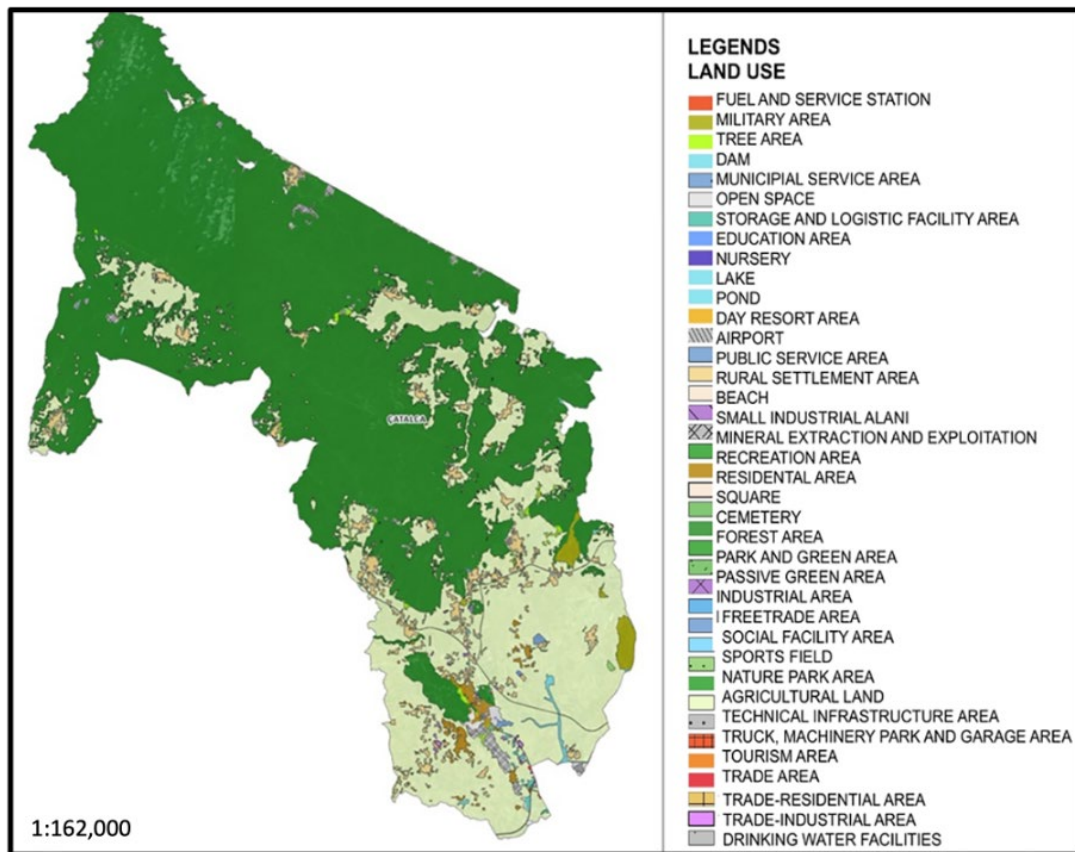 ÇATALCA
1:162,000
LEGENDS
LAND USE
FUEL AND SERVICE STATION
MILITARY AREA
TREE AREA
DAM
MUNICIPIAL SERVICE AREA
OPEN SPACE
STORAGE AND LOGISTIC FACILITY AREA
EDUCATION AREA
NURSERY
LAKE
POND
DAY RESORT AREA
AIRPORT
PUBLIC SERVICE AREA
RURAL SETTLEMENT AREA
BEACH
SMALL INDUSTRIAL ALANI
MINERAL EXTRACTION AND EXPLOITATION
RECREATION AREA
RESIDENTAL AREA
SQUARE
CEMETERY
FOREST AREA
PARK AND GREEN AREA
PASSIVE GREEN AREA
INDUSTRIAL AREA
FREETRADE AREA
SOCIAL FACILITY AREA
SPORTS FIELD
NATURE PARK AREA
AGRICULTURAL LAND
TECHNICAL INFRASTRUCTURE AREA
TRUCK, MACHINERY PARK AND GARAGE AREA
TOURISM AREA
TRADE AREA
TRADE-RESIDENTIAL AREA
TRADE-INDUSTRIAL AREA
DRINKING WATER FACILITIES